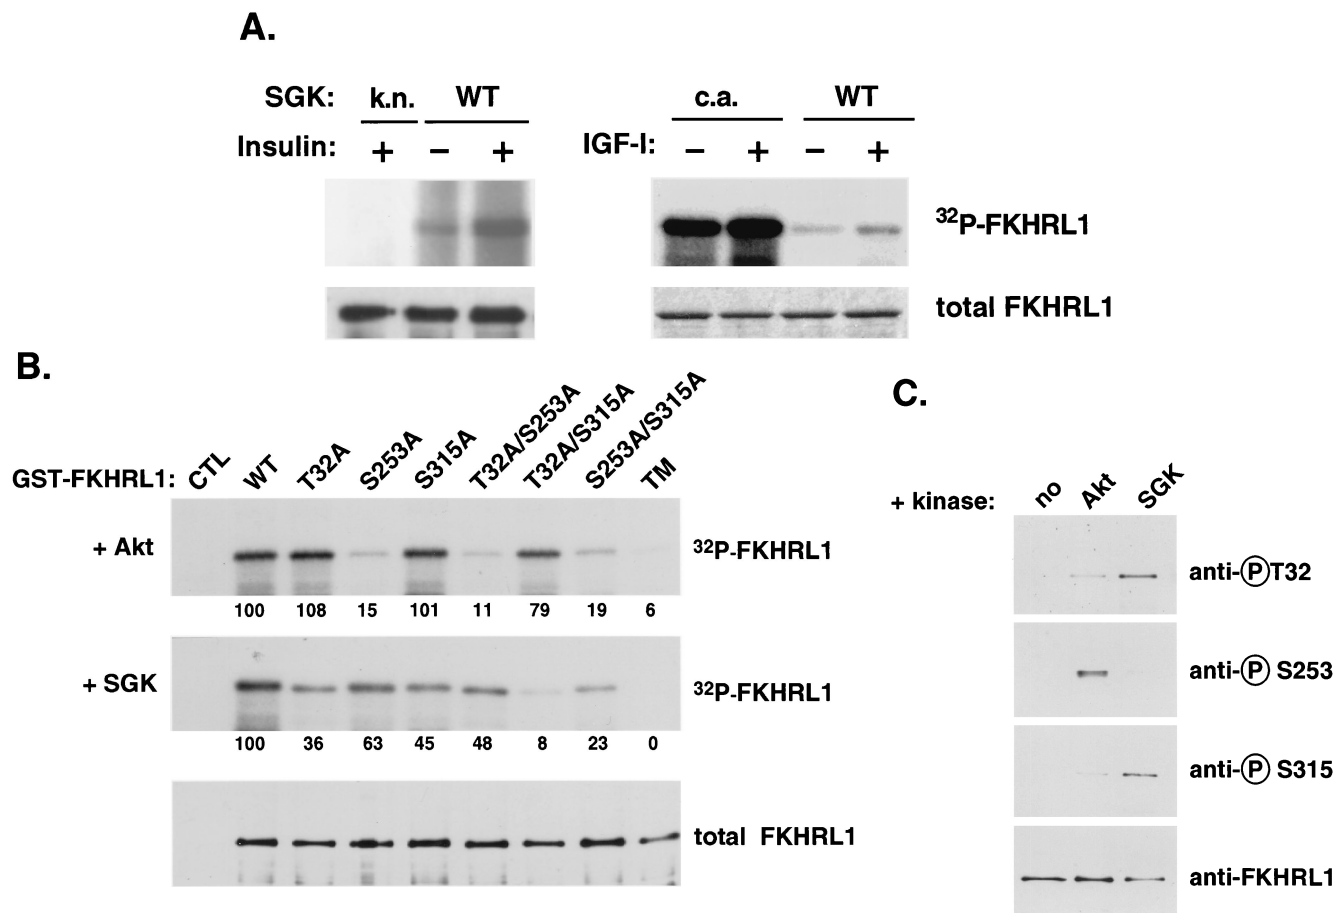 A.
SGK: k.n. WT
Insulin: + − +
c.a. WT
IGF-I: − + − +
32P-FKHRL1
total FKHRL1
B.
GST-FKHRL1: CTL WT T32A S253A S315A T32A/S253A T32A/S315A S253A/S315A TM
+ Akt
32P-FKHRL1
100 108 15 101 11 79 19 6
+ SGK
32P-FKHRL1
100 36 63 45 48 8 23 0
total FKHRL1
C.
+ kinase: no Akt SGK
anti-Ⓟ T32
anti-Ⓟ S253
anti-Ⓟ S315
anti-FKHRL1